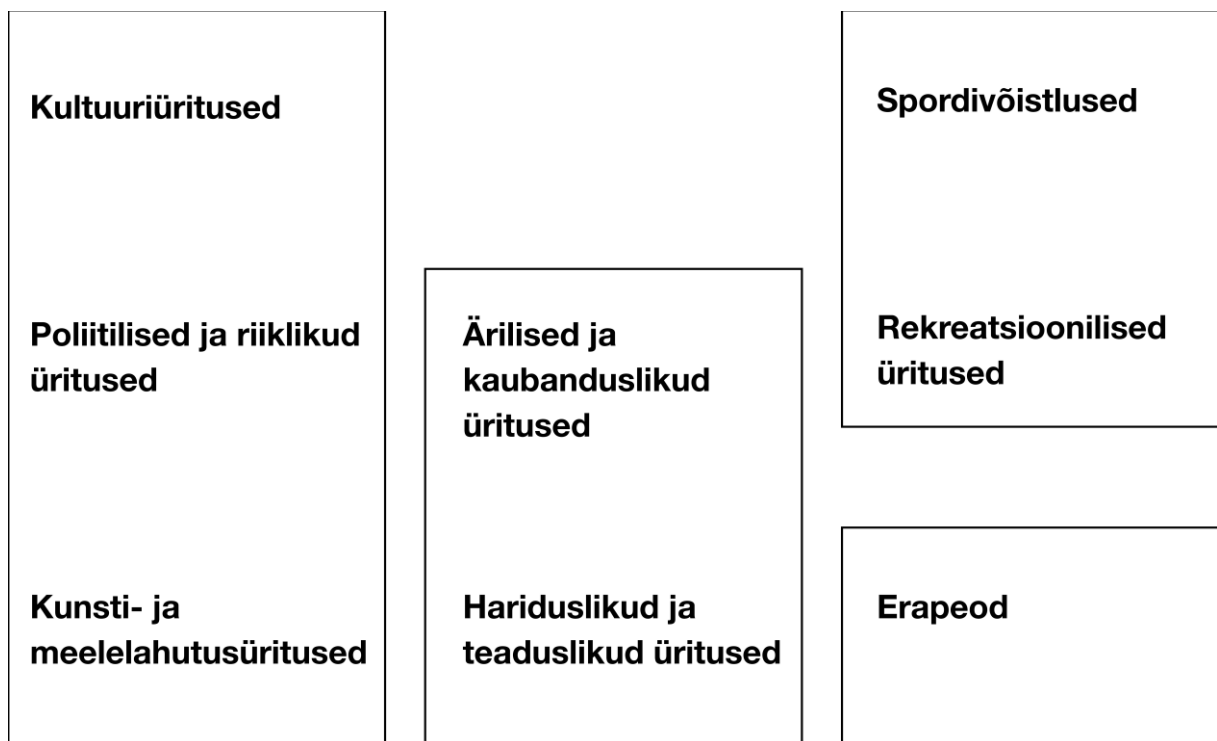 Kultuuriüritused
Poliitilised ja riiklikud
üritused
Kunsti- ja
meelelahutusüritused
Ärilised ja
kaubanduslikud
üritused
Hariduslikud ja
teaduslikud üritused
Spordivõistlused
Rekreatsioonilised
üritused
Erapeod